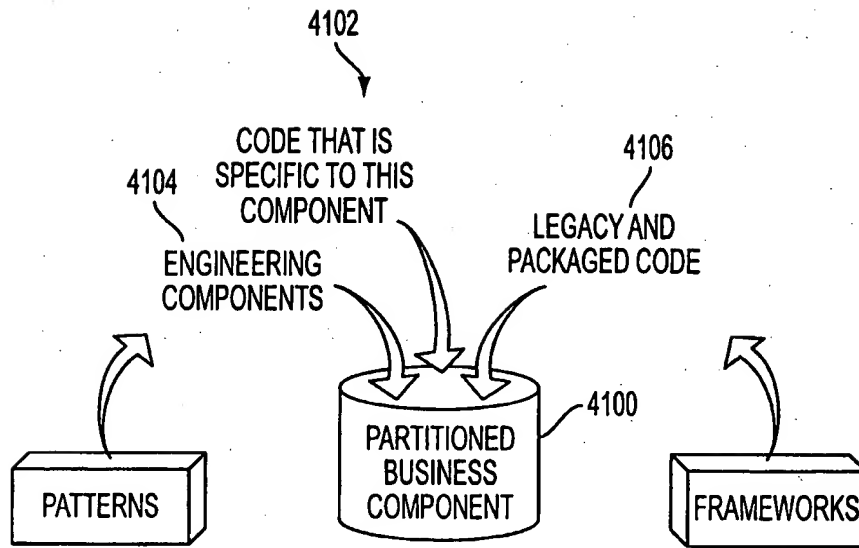 4102
CODE THAT IS
SPECIFIC TO THIS
COMPONENT
4104
ENGINEERING
COMPONENTS
4106
LEGACY AND
PACKAGED CODE
4100
PARTITIONED
BUSINESS
COMPONENT
PATTERNS
FRAMEWORKS